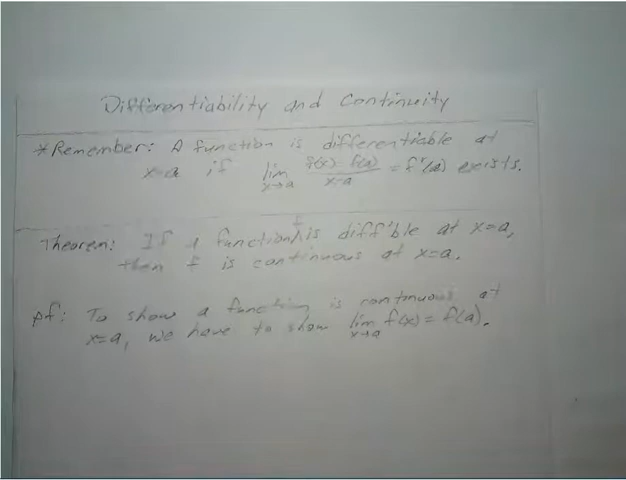 Differentiability and Continuity
*Remember: A function is differentiable at
x=a if lim x→a (f(x)-f(a))/(x-a) = f'(a) exists.
Theorem: If a function f is diff'ble at x=a,
then f is continuous at x=a.
pf: To show a function is continuous at
x=a, we have to show lim x→a f(x) = f(a).